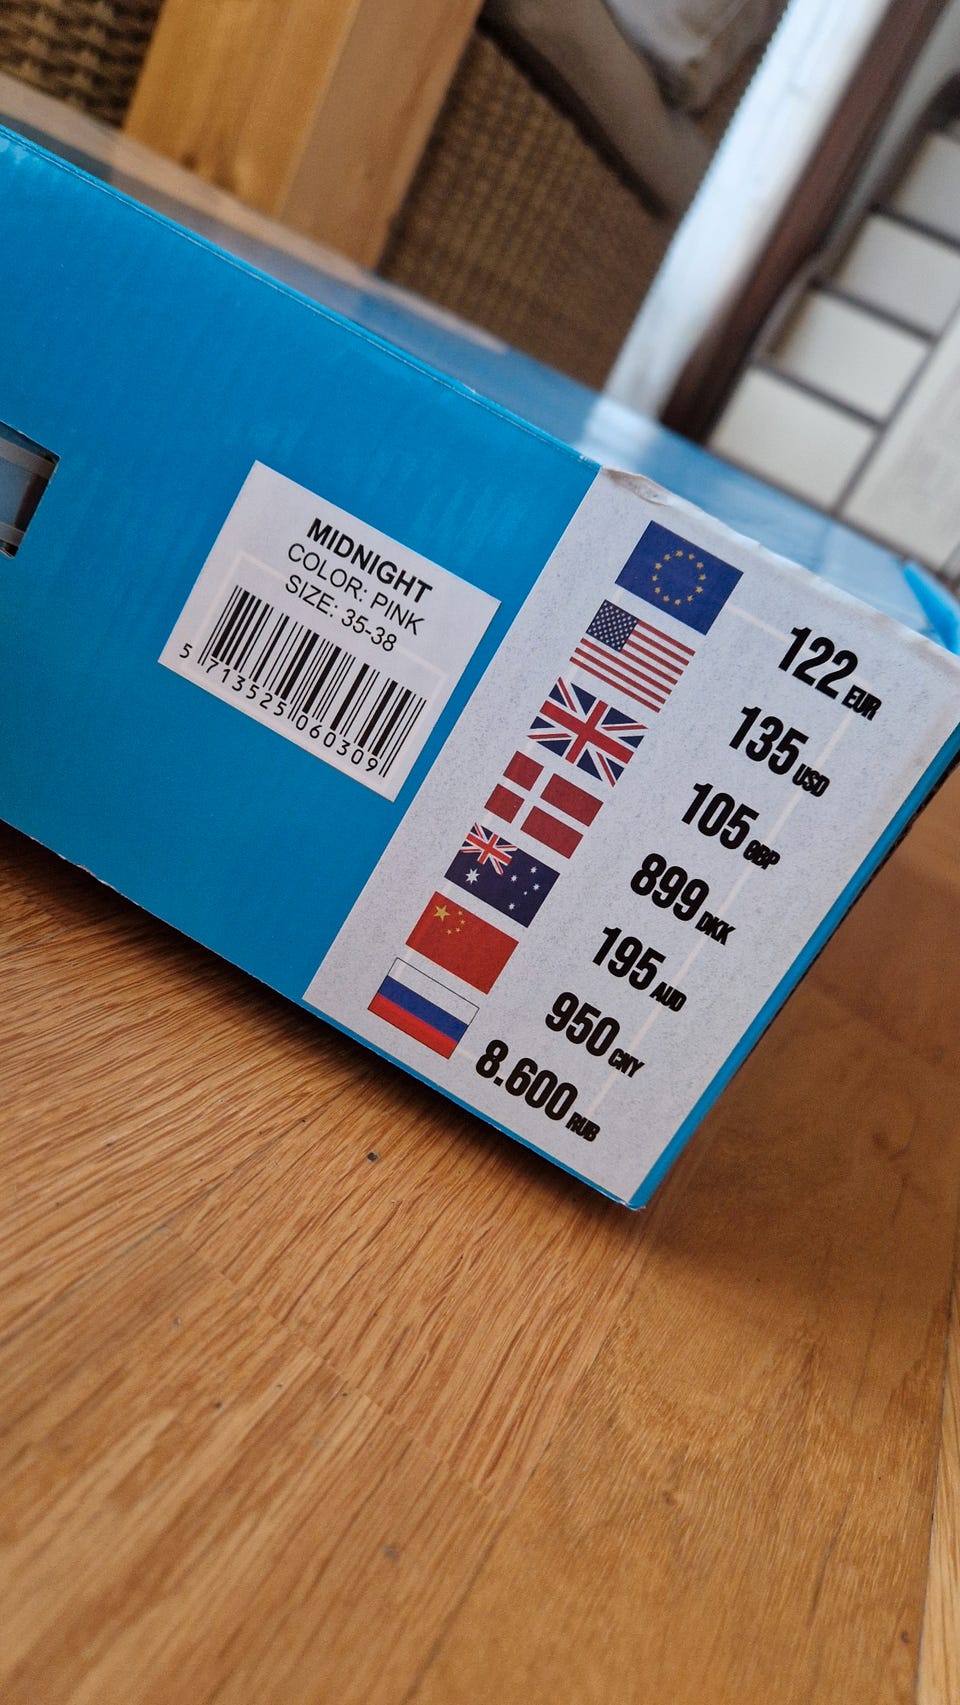 MIDNIGHT
COLOR: PINK
SIZE: 35-38
5 713525 060309
122 EUR
135 USD
105 GBP
899 DKK
195 AUD
950 CNY
8.600 RUB